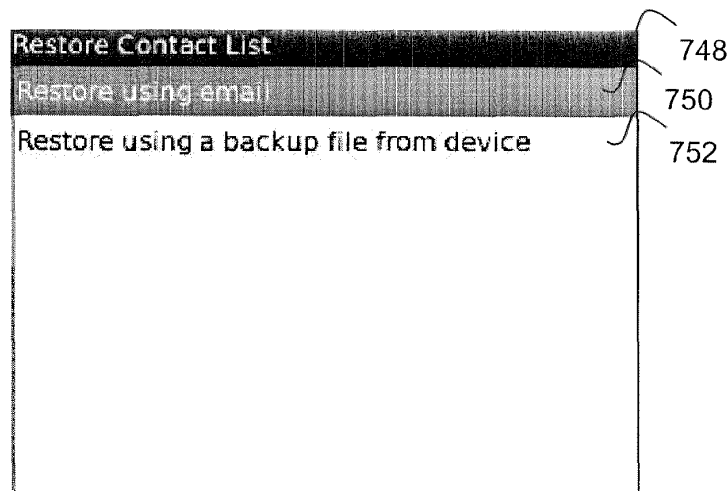 Restore Contact List
748
Restore using email
750
Restore using a backup file from device
752